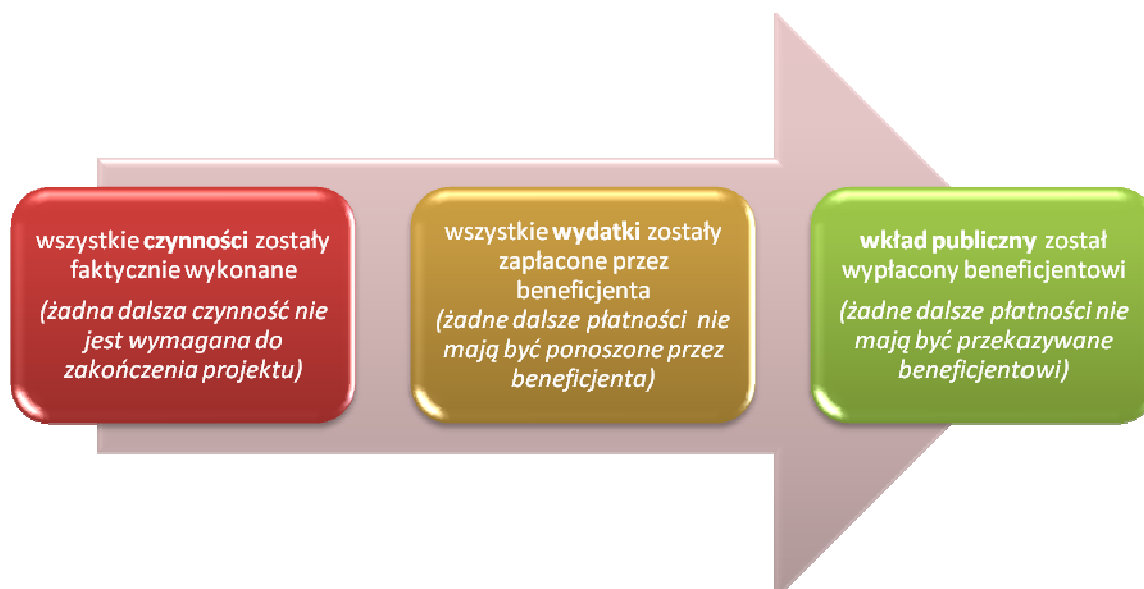 wszystkie czynności zostały
faktycznie wykonane
(żadna dalsza czynność nie
jest wymagana do
zakończenia projektu)
wszystkie wydatki zostały
zapłacone przez
beneficjenta
(żadne dalsze płatności nie
mają być ponoszone przez
beneficjenta)
wkład publiczny został
wypłacony beneficjentowi
(żadne dalsze płatności nie
mają być przekazywane
beneficjentowi)